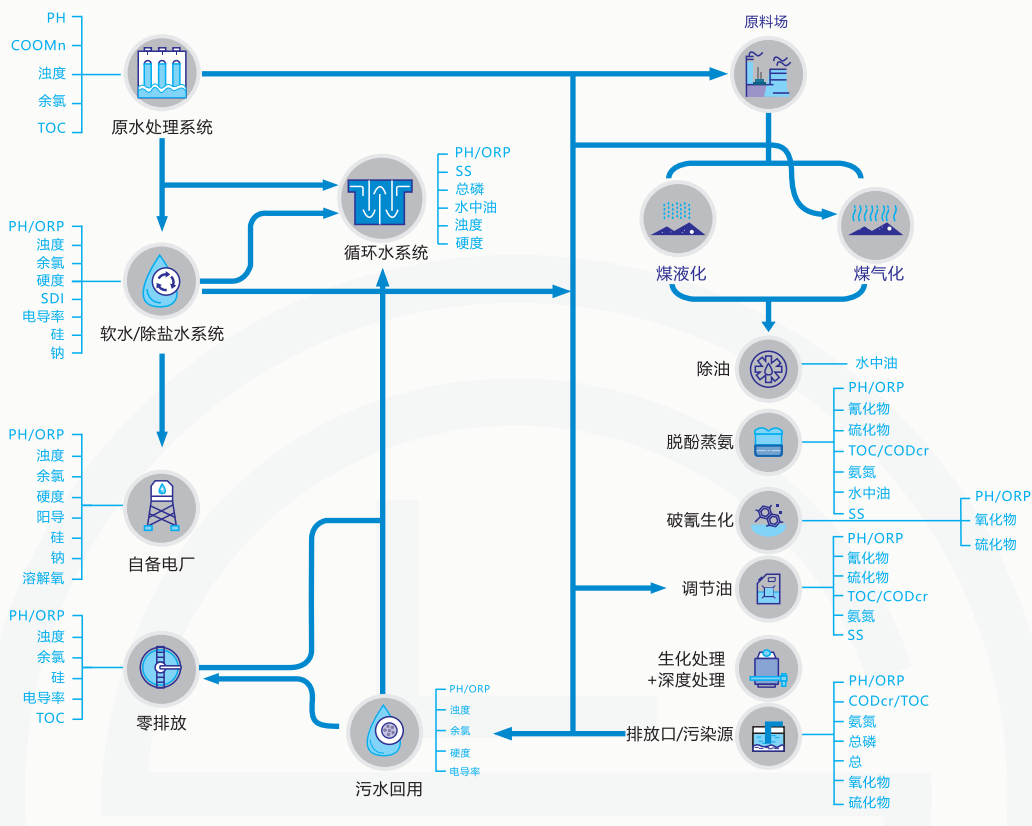 PH
COOMn
浊度
余氯
TOC
原水处理系统
原料场
PH/ORP
SS
总磷
水中油
浊度
硬度
循环水系统
PH/ORP
浊度
余氯
硬度
SDI
电导率
硅
钠
软水/除盐水系统
煤液化
煤气化
除油
水中油
脱酚蒸氨
PH/ORP
氰化物
硫化物
TOC/CODcr
氨氮
水中油
SS
PH/ORP
浊度
余氯
硬度
阳导
硅
钠
溶解氧
自备电厂
破氰生化
PH/ORP
氧化物
硫化物
调节油
PH/ORP
氰化物
硫化物
TOC/CODcr
氨氮
SS
PH/ORP
浊度
余氯
硅
电导率
TOC
零排放
生化处理
+深度处理
PH/ORP
浊度
余氯
硬度
电导率
污水回用
排放口/污染源
PH/ORP
CODcr/TOC
氨氮
总磷
总
氧化物
硫化物